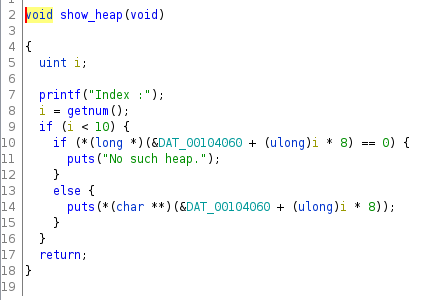 2 void show_heap(void)
3
4 {
5   uint i;
6
7   printf("Index :");
8   i = getnum();
9   if (i < 10) {
10     if (*(long *)(&DAT_00104060 + (ulong)i * 8) == 0) {
11       puts("No such heap.");
12     }
13     else {
14       puts(*(char **)(&DAT_00104060 + (ulong)i * 8));
15     }
16   }
17   return;
18 }
19